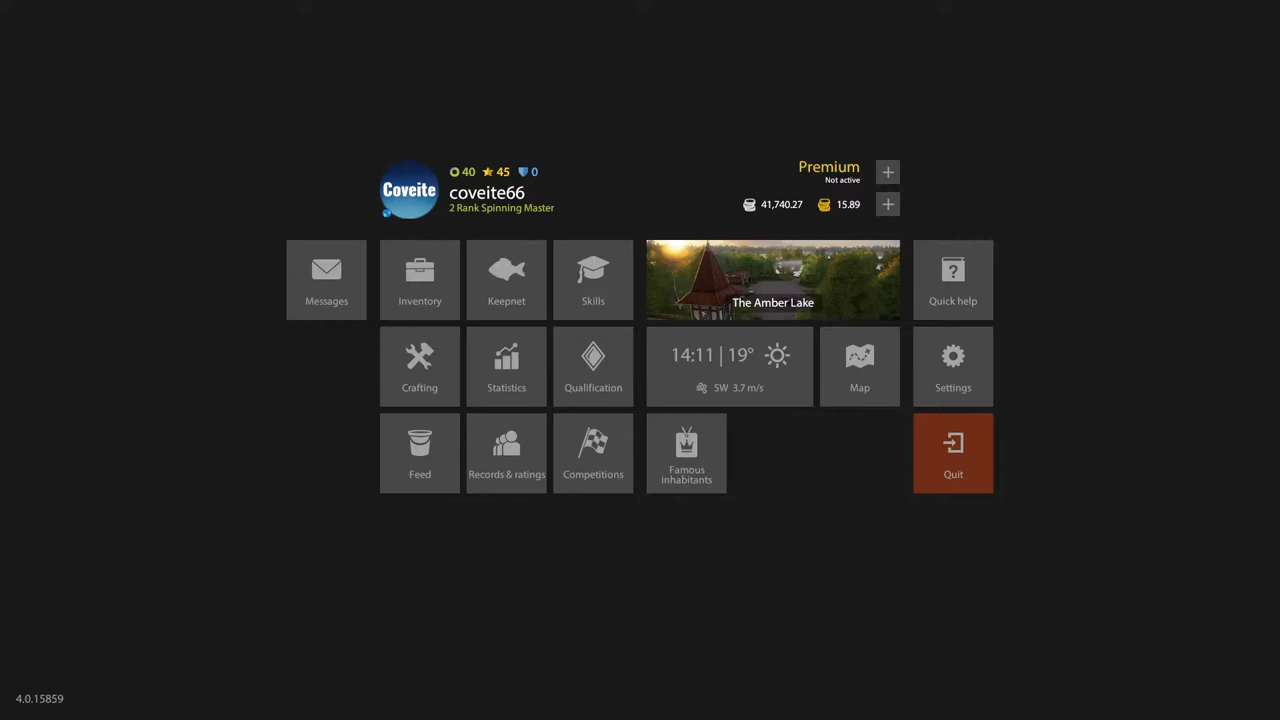 Coveite
40 45 0
coveite66
2 Rank Spinning Master
Premium
Not active
41,740.27 15.89
Messages
Inventory
Keepnet
Skills
The Amber Lake
Quick help
Crafting
Statistics
Qualification
14:11 | 19°
SW 3.7 m/s
Map
Settings
Feed
Records & ratings
Competitions
Famous
inhabitants
Quit
4.0.15859